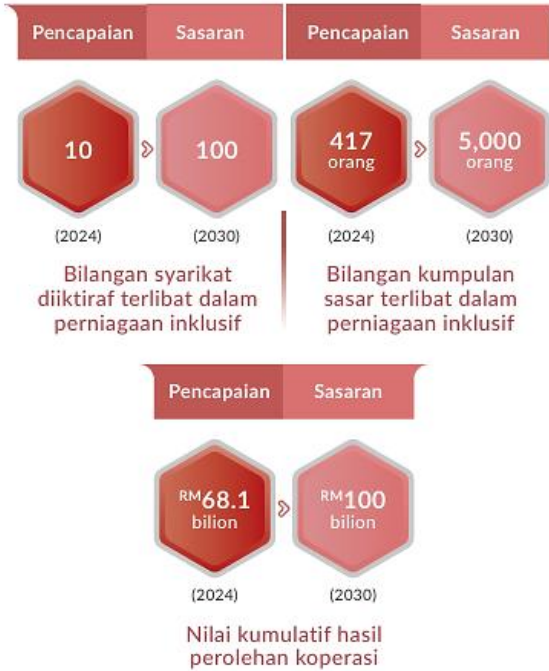 Pencapaian Sasaran
10 100
(2024) (2030)
Bilangan syarikat
diiktiraf terlibat dalam
perniagaan inklusif
Pencapaian Sasaran
417
orang
5,000
orang
(2024) (2030)
Bilangan kumpulan
sasar terlibat dalam
perniagaan inklusif
Pencapaian Sasaran
RM68.1
bilion
RM100
bilion
(2024) (2030)
Nilai kumulatif hasil
perolehan koperasi